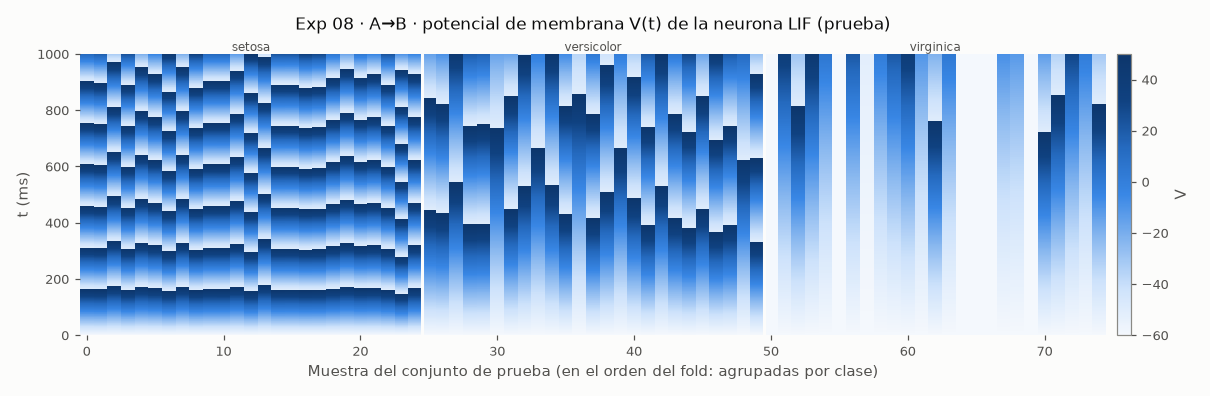 Exp 08 · A→B · potencial de membrana V(t) de la neurona LIF (prueba)
setosa versicolor virginica
1000
800
600
400
200
0
t (ms)
0 10 20 30 40 50 60 70
Muestra del conjunto de prueba (en el orden del fold: agrupadas por clase)
40
20
0
−20
−40
−60
V